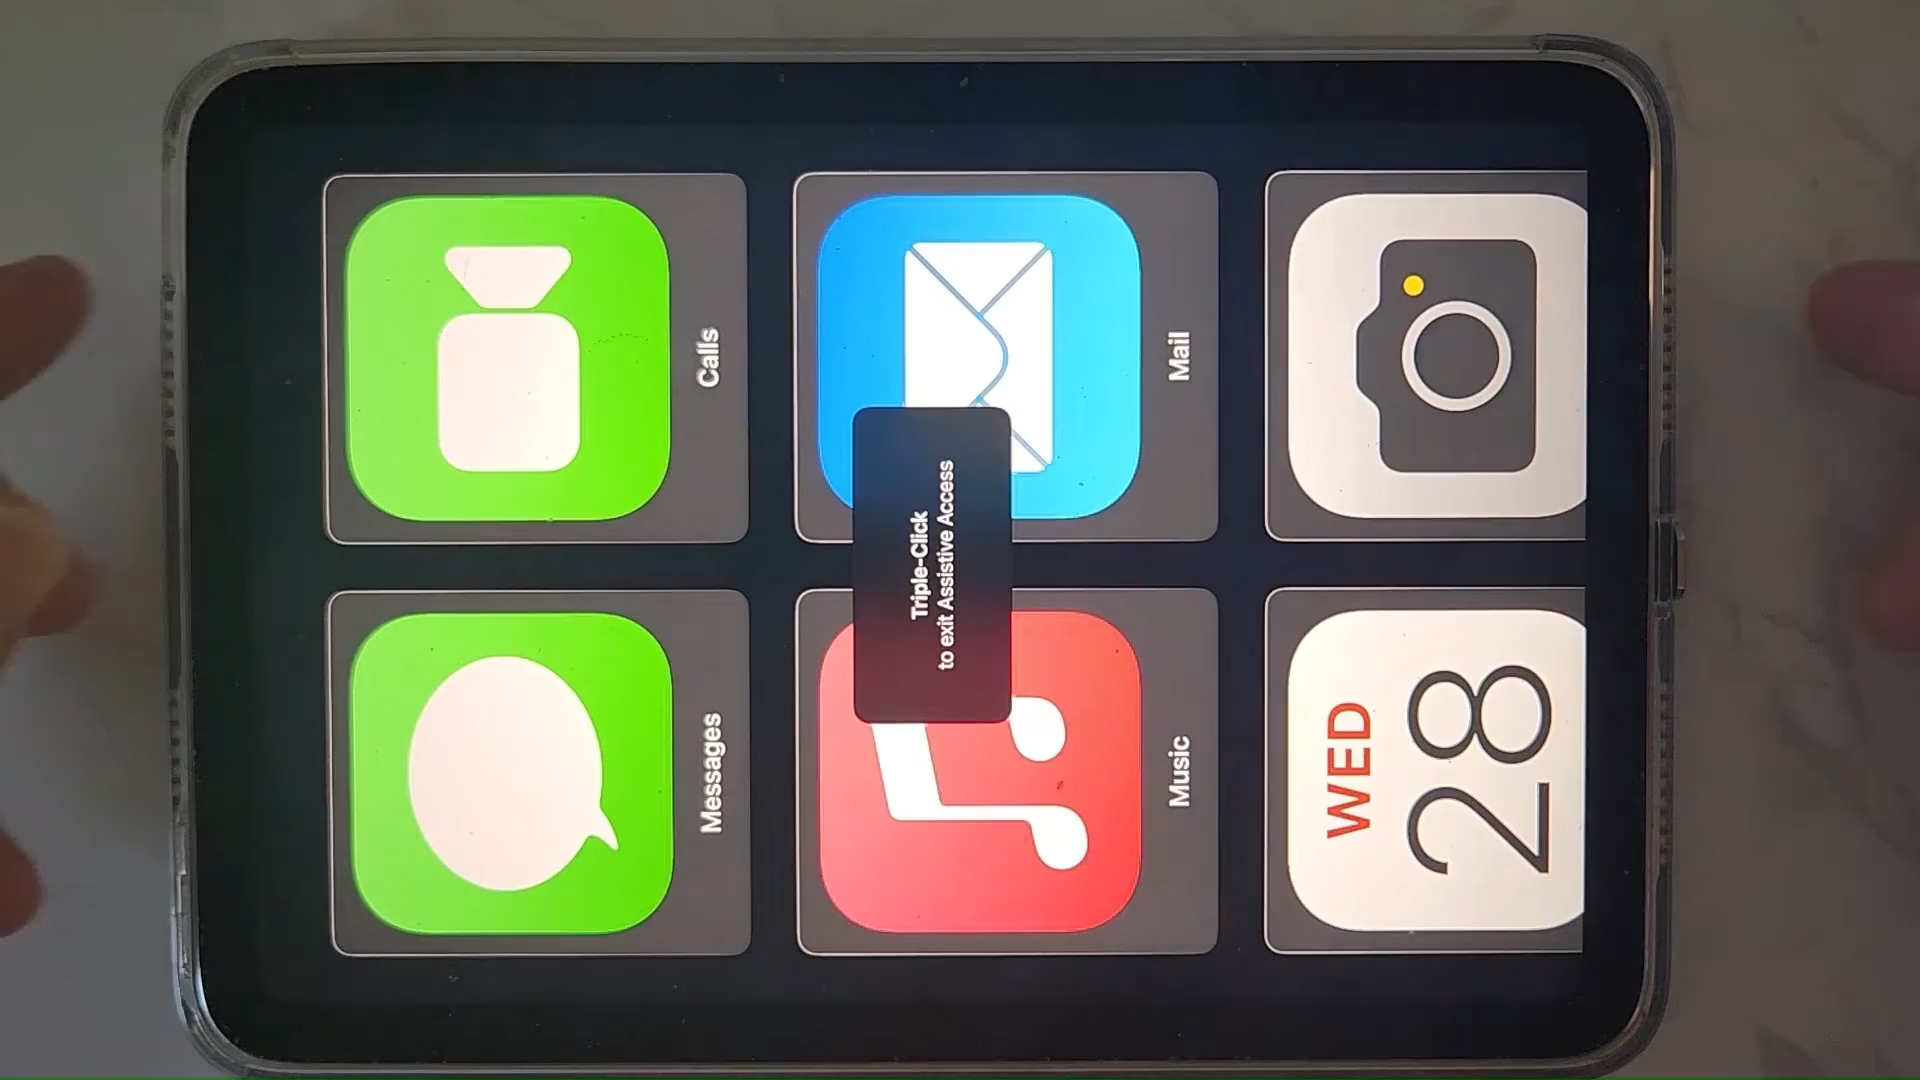 Messages
Calls
Triple-Click
to exit Assistive Access
Music
Mail
WED
28